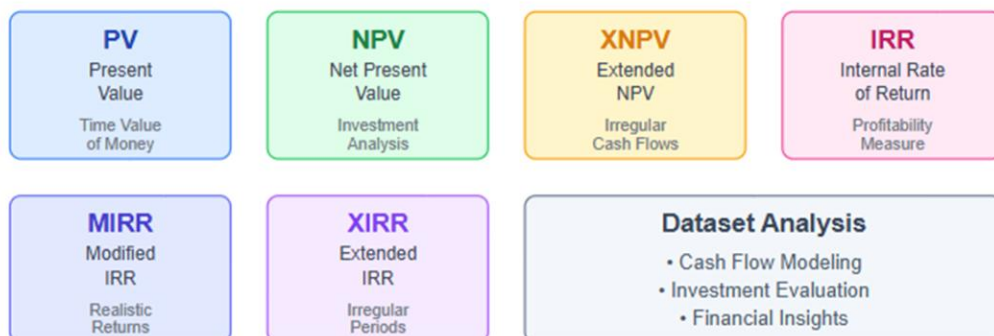 PV
Present
Value
Time Value
of Money
NPV
Net Present
Value
Investment
Analysis
XNPV
Extended
NPV
Irregular
Cash Flows
IRR
Internal Rate
of Return
Profitability
Measure
MIRR
Modified
IRR
Realistic
Returns
XIRR
Extended
IRR
Irregular
Periods
Dataset Analysis
• Cash Flow Modeling
• Investment Evaluation
• Financial Insights